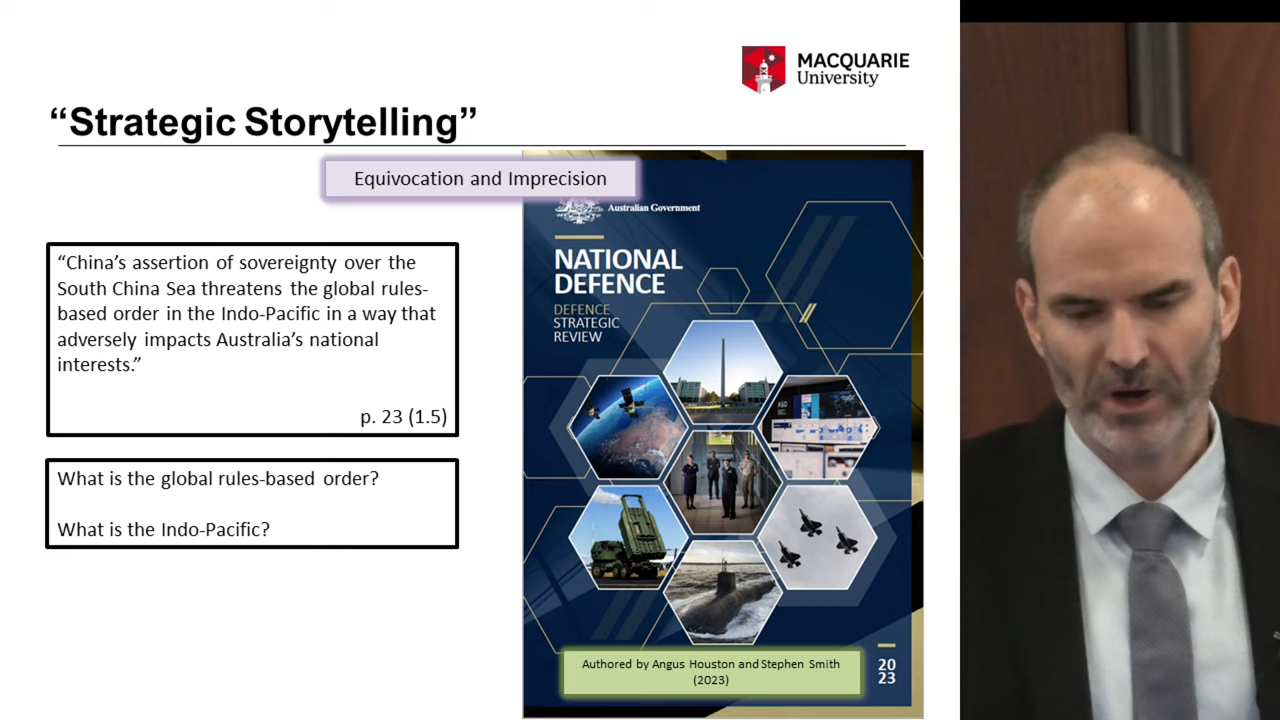 MACQUARIE
University
“Strategic Storytelling”
Equivocation and Imprecision
“China’s assertion of sovereignty over the
South China Sea threatens the global rules-
based order in the Indo-Pacific in a way that
adversely impacts Australia’s national
interests.”
p. 23 (1.5)
What is the global rules-based order?
What is the Indo-Pacific?
Australian Government
NATIONAL
DEFENCE
DEFENCE
STRATEGIC
REVIEW
ASD
Authored by Angus Houston and Stephen Smith
(2023)
20
23